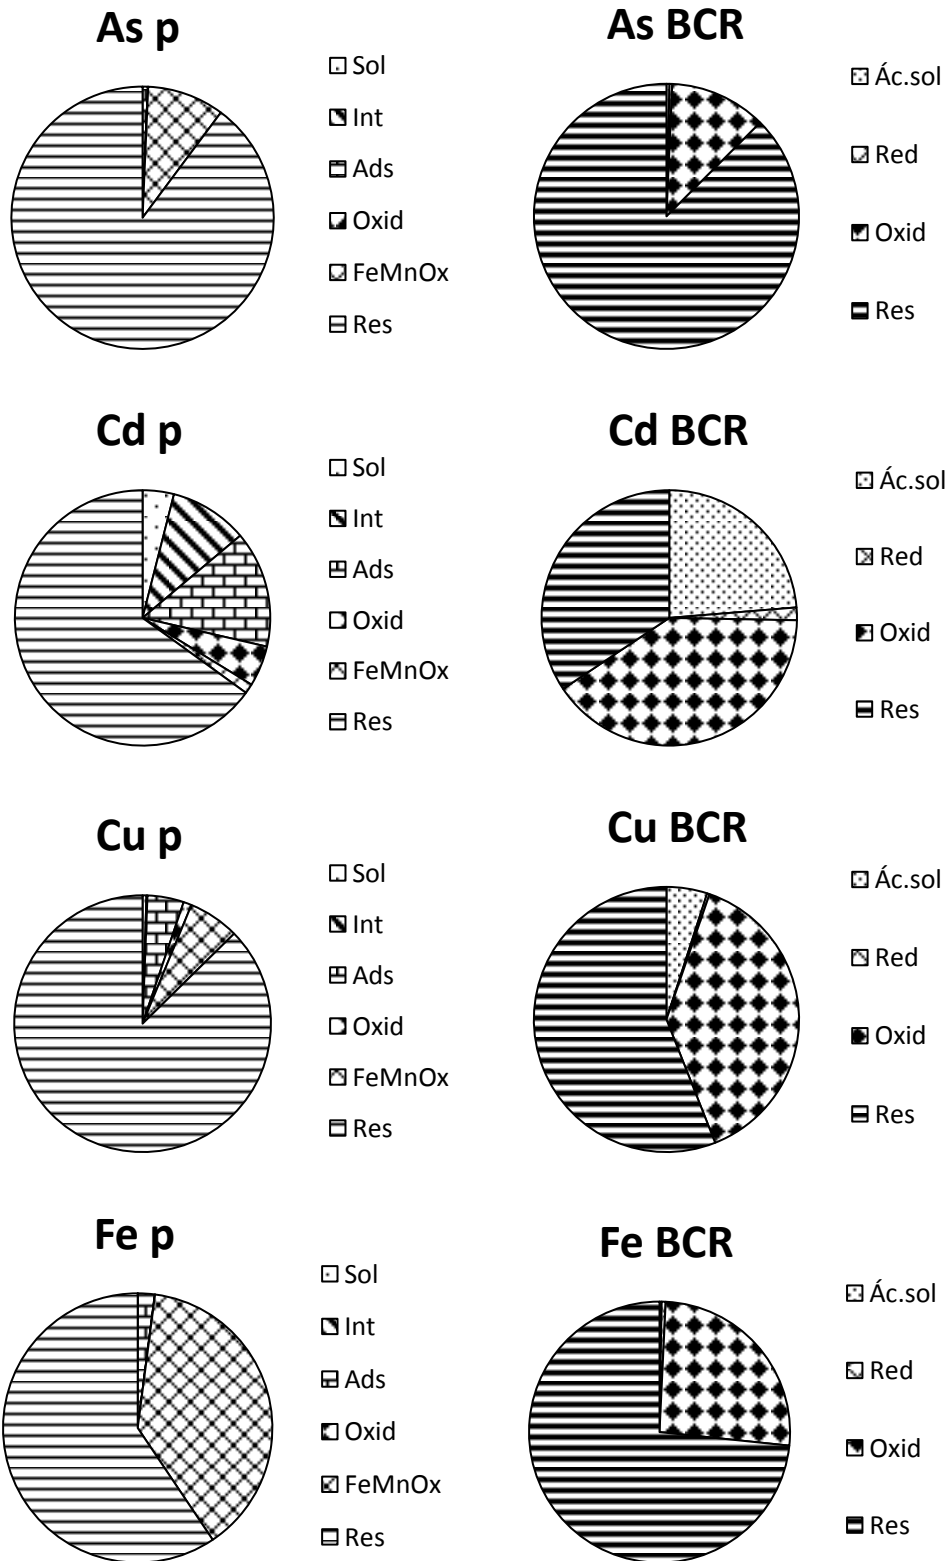 As p
Sol
Int
Ads
Oxid
FeMnOx
Res
As BCR
Ác.sol
Red
Oxid
Res
Cd p
Sol
Int
Ads
Oxid
FeMnOx
Res
Cd BCR
Ác.sol
Red
Oxid
Res
Cu p
Sol
Int
Ads
Oxid
FeMnOx
Res
Cu BCR
Ác.sol
Red
Oxid
Res
Fe p
Sol
Int
Ads
Oxid
FeMnOx
Res
Fe BCR
Ác.sol
Red
Oxid
Res